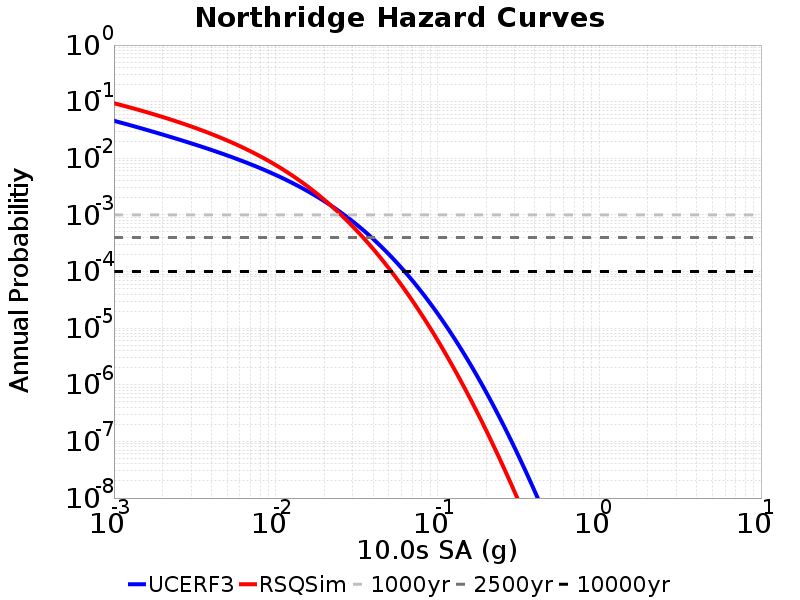 Northridge Hazard Curves
10^0
10^-1
10^-2
10^-3
10^-4
10^-5
10^-6
10^-7
10^-8
Annual Probabilitiy
10^-3 10^-2 10^-1 10^0 10^1
10.0s SA (g)
UCERF3 RSQSim 1000yr 2500yr 10000yr